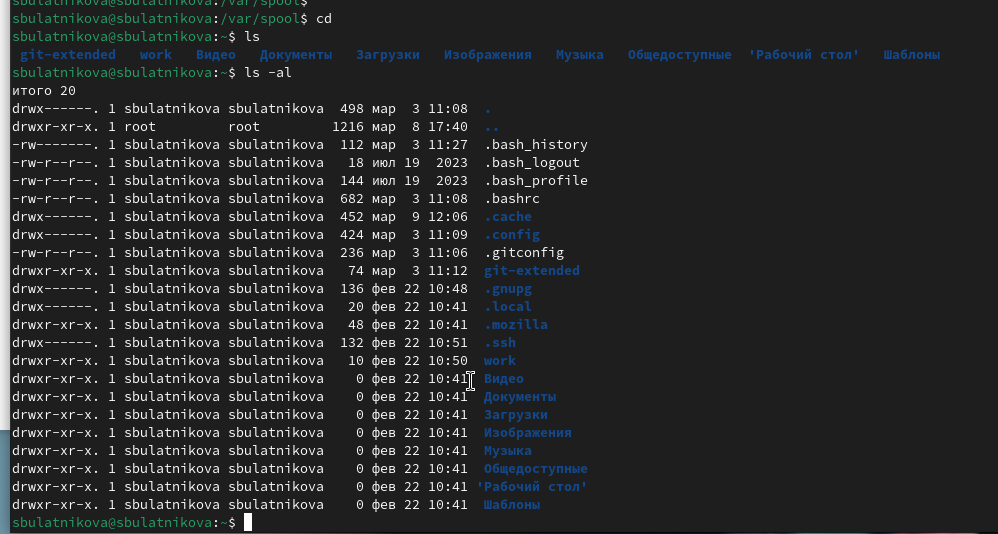 sbulatnikova@sbulatnikova:/var/spool$
sbulatnikova@sbulatnikova:/var/spool$ cd
sbulatnikova@sbulatnikova:~$ ls
git-extended   work   Видео   Документы   Загрузки   Изображения   Музыка   Общедоступные  'Рабочий стол'   Шаблоны
sbulatnikova@sbulatnikova:~$ ls -al
итого 20
drwx------. 1 sbulatnikova sbulatnikova  498 мар  3 11:08  .
drwxr-xr-x. 1 root         root         1216 мар  8 17:40  ..
-rw-------. 1 sbulatnikova sbulatnikova  112 мар  3 11:27  .bash_history
-rw-r--r--. 1 sbulatnikova sbulatnikova   18 июл 19  2023  .bash_logout
-rw-r--r--. 1 sbulatnikova sbulatnikova  144 июл 19  2023  .bash_profile
-rw-r--r--. 1 sbulatnikova sbulatnikova  682 мар  3 11:08  .bashrc
drwx------. 1 sbulatnikova sbulatnikova  452 мар  9 12:06  .cache
drwx------. 1 sbulatnikova sbulatnikova  424 мар  3 11:09  .config
-rw-r--r--. 1 sbulatnikova sbulatnikova  236 мар  3 11:06  .gitconfig
drwxr-xr-x. 1 sbulatnikova sbulatnikova   74 мар  3 11:12  git-extended
drwx------. 1 sbulatnikova sbulatnikova  136 фев 22 10:48  .gnupg
drwx------. 1 sbulatnikova sbulatnikova   20 фев 22 10:41  .local
drwxr-xr-x. 1 sbulatnikova sbulatnikova   48 фев 22 10:41  .mozilla
drwx------. 1 sbulatnikova sbulatnikova  132 фев 22 10:51  .ssh
drwxr-xr-x. 1 sbulatnikova sbulatnikova   10 фев 22 10:50  work
drwxr-xr-x. 1 sbulatnikova sbulatnikova    0 фев 22 10:41  Видео
drwxr-xr-x. 1 sbulatnikova sbulatnikova    0 фев 22 10:41  Документы
drwxr-xr-x. 1 sbulatnikova sbulatnikova    0 фев 22 10:41  Загрузки
drwxr-xr-x. 1 sbulatnikova sbulatnikova    0 фев 22 10:41  Изображения
drwxr-xr-x. 1 sbulatnikova sbulatnikova    0 фев 22 10:41  Музыка
drwxr-xr-x. 1 sbulatnikova sbulatnikova    0 фев 22 10:41  Общедоступные
drwxr-xr-x. 1 sbulatnikova sbulatnikova    0 фев 22 10:41 'Рабочий стол'
drwxr-xr-x. 1 sbulatnikova sbulatnikova    0 фев 22 10:41  Шаблоны
sbulatnikova@sbulatnikova:~$